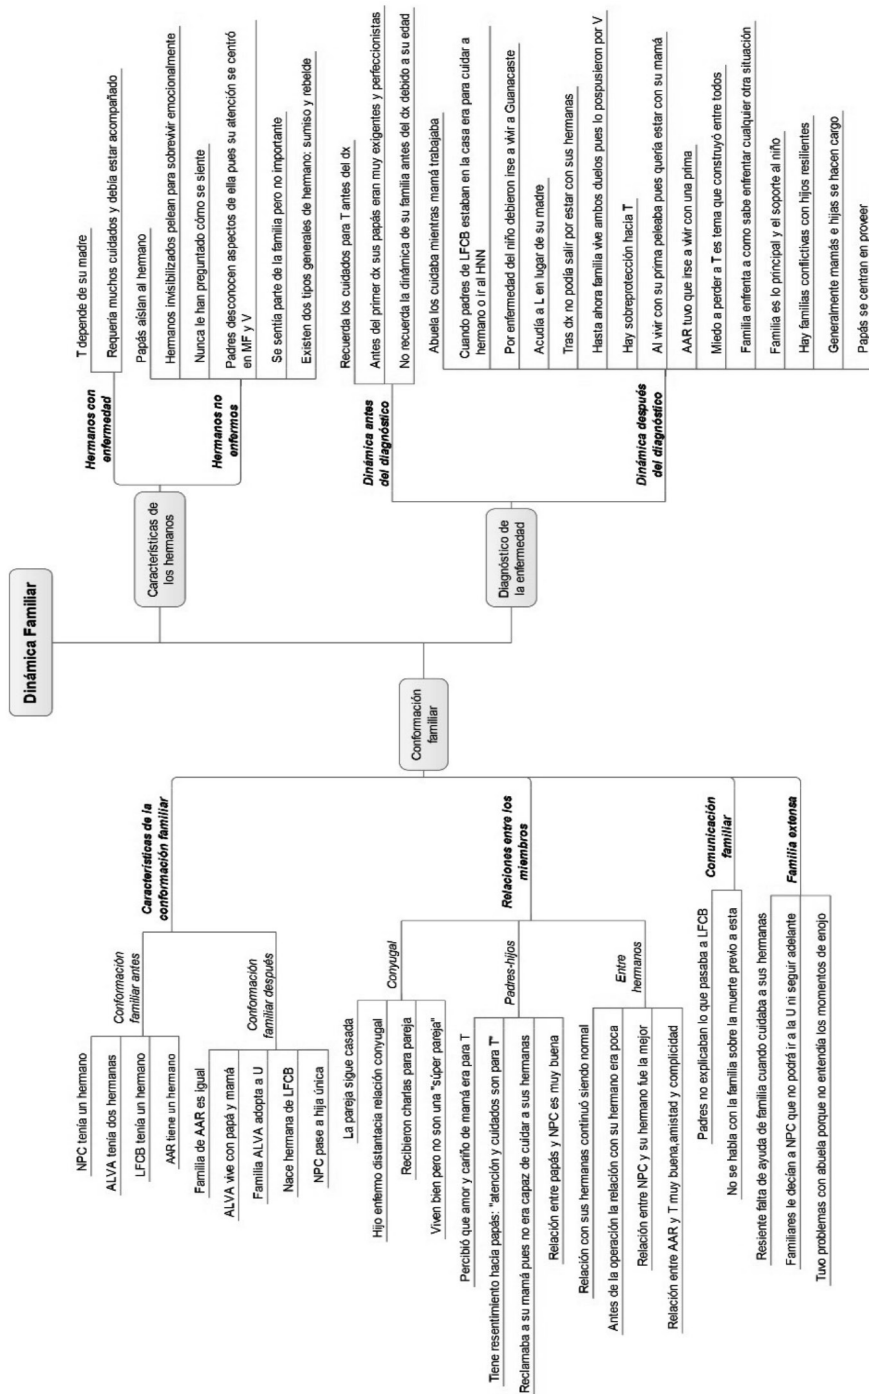 Dinámica Familiar
Conformación
familiar
Características de la
conformación familiar
Conformación
familiar antes
NPC tenía un hermano
ALVA tenía dos hermanas
LFCB tenía un hermano
AAR tiene un hermano
Conformación
familiar después
Familia de AAR es igual
ALVA vive con papá y mamá
Familia ALVA adopta a U
Nace hermana de LFCB
NPC pase a hija única
Relaciones entre los
miembros
Conyugal
La pareja sigue casada
Hijo enfermo distantacia relación conyugal
Recibieron charlas para pareja
Viven bien pero no son una "súper pareja"
Padres-hijos
Percibió que amor y cariño de mamá era para T
Tiene resentimiento hacia papás: "atención y cuidados son para T"
Reclamaba a su mamá pues no era capaz de cuidar a sus hermanas
Relación entre papás y NPC es muy buena
Entre
hermanos
Relación con sus hermanas continuó siendo normal
Antes de la operación la relación con su hermano era poca
Relación entre NPC y su hermano fue la mejor
Relación entre AAR y T muy buena,amistad y complicidad
Comunicación
familiar
Padres no explicaban lo que pasaba a LFCB
No se habla con la familia sobre la muerte previo a esta
Familia extensa
Resiente falta de ayuda de familia cuando cuidaba a sus hermanas
Familiares le decían a NPC que no podrá ir a la U ni seguir adelante
Tuvo problemas con abuela porque no entendía los momentos de enojo
Características de
los hermanos
Hermanos con
enfermedad
T depende de su madre
Requería muchos cuidados y debía estar acompañado
Hermanos no
enfermos
Papás aíslan al hermano
Hermanos invisibilizados pelean para sobrevivir emocionalmente
Nunca le han preguntado cómo se siente
Padres desconocen aspectos de ella pues su atención se centró
en MF y V
Se sentía parte de la familia pero no importante
Existen dos tipos generales de hermano: sumiso y rebelde
Diagnóstico de
la enfermedad
Dinámica antes
del diagnóstico
Recuerda los cuidados para T antes del dx
Antes del primer dx sus papás eran muy exigentes y perfeccionistas
No recuerda la dinámica de su familia antes del dx debido a su edad
Dinámica después
del diagnóstico
Abuela los cuidaba mientras mamá trabajaba
Cuando padres de LFCB estaban en la casa era para cuidar a
hermano o ir al HNN
Por enfermedad del niño debieron irse a vivir a Guanacaste
Acudía a L en lugar de su madre
Tras dx no podía salir por estar con sus hermanas
Hasta ahora familia vive ambos duelos pues lo pospusieron por V
Hay sobreprotección hacia T
Al vivir con su prima peleaba pues quería estar con su mamá
AAR tuvo que irse a vivir con una prima
Miedo a perder a T es tema que construyó entre todos
Familia enfrenta a como sabe enfrentar cualquier otra situación
Familia es lo principal y el soporte al niño
Hay familias conflictivas con hijos resilientes
Generalmente mamás e hijas se hacen cargo
Papás se centran en proveer